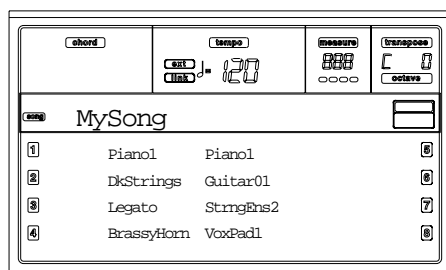 chord tempo measure transpose
ext
link ♩= 120 888 [ 0
octave
song MySong
1 Piano1 Piano1 5
2 DkStrings Guitar01 6
3 Legato StrngEns2 7
4 BrassyHorn VoxPad1 8